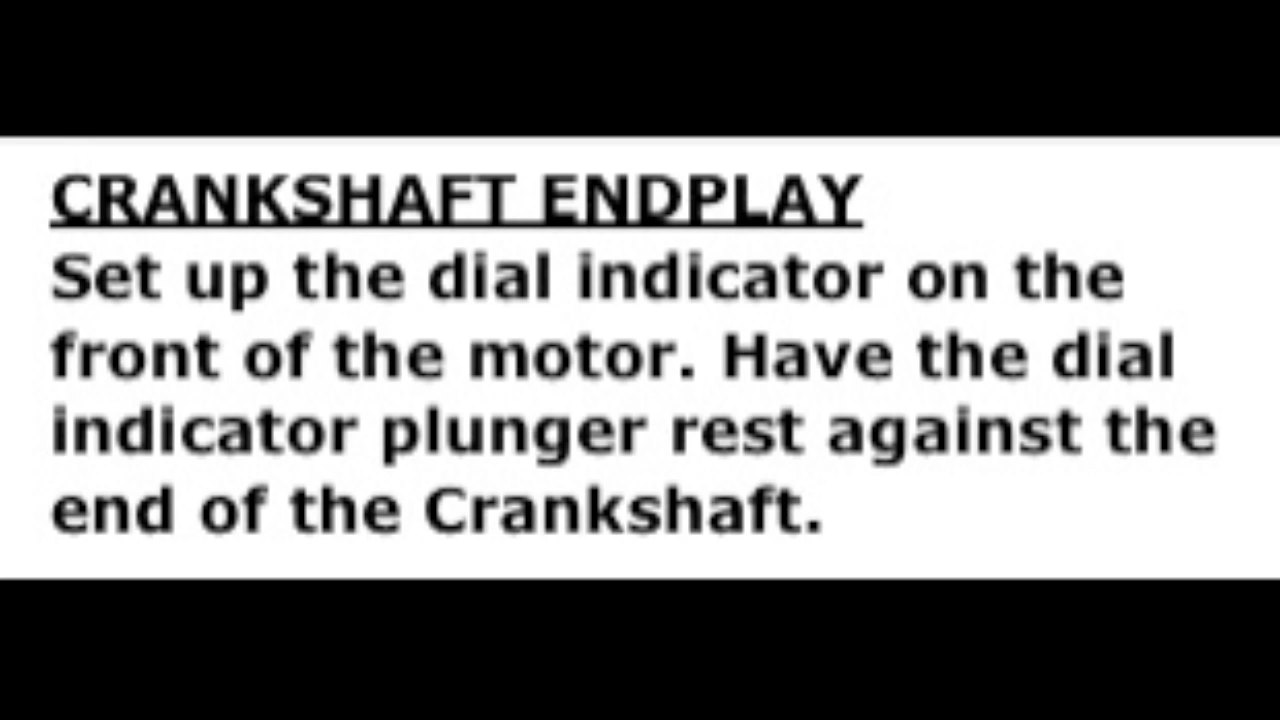 CRANKSHAFT ENDPLAY
Set up the dial indicator on the
front of the motor. Have the dial
indicator plunger rest against the
end of the Crankshaft.